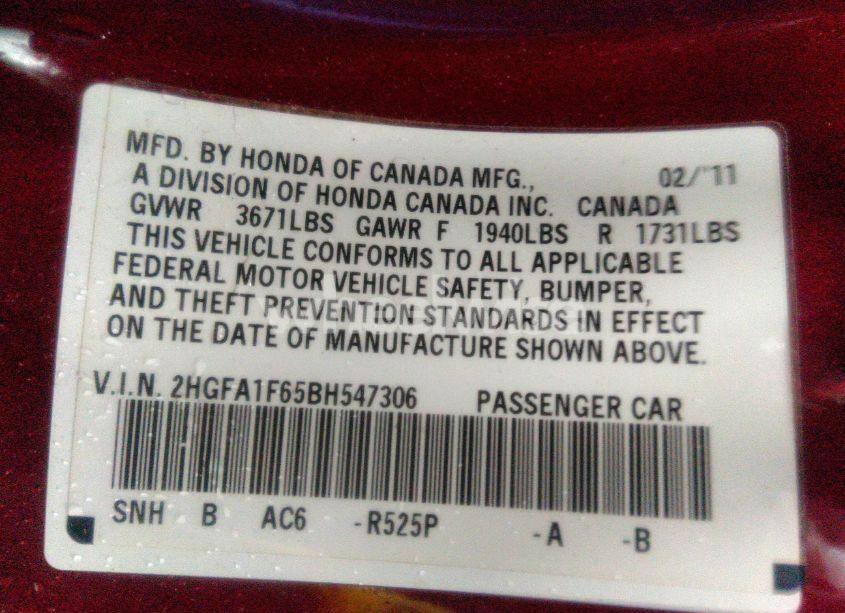 MFD. BY HONDA OF CANADA MFG., 02/'11
A DIVISION OF HONDA CANADA INC. CANADA
GVWR 3671LBS GAWR F 1940LBS R 1731LBS
THIS VEHICLE CONFORMS TO ALL APPLICABLE
FEDERAL MOTOR VEHICLE SAFETY, BUMPER,
AND THEFT PREVENTION STANDARDS IN EFFECT
ON THE DATE OF MANUFACTURE SHOWN ABOVE.
V.I.N. 2HGFA1F65BH547306 PASSENGER CAR
SNH B AC6 -R525P -A -B